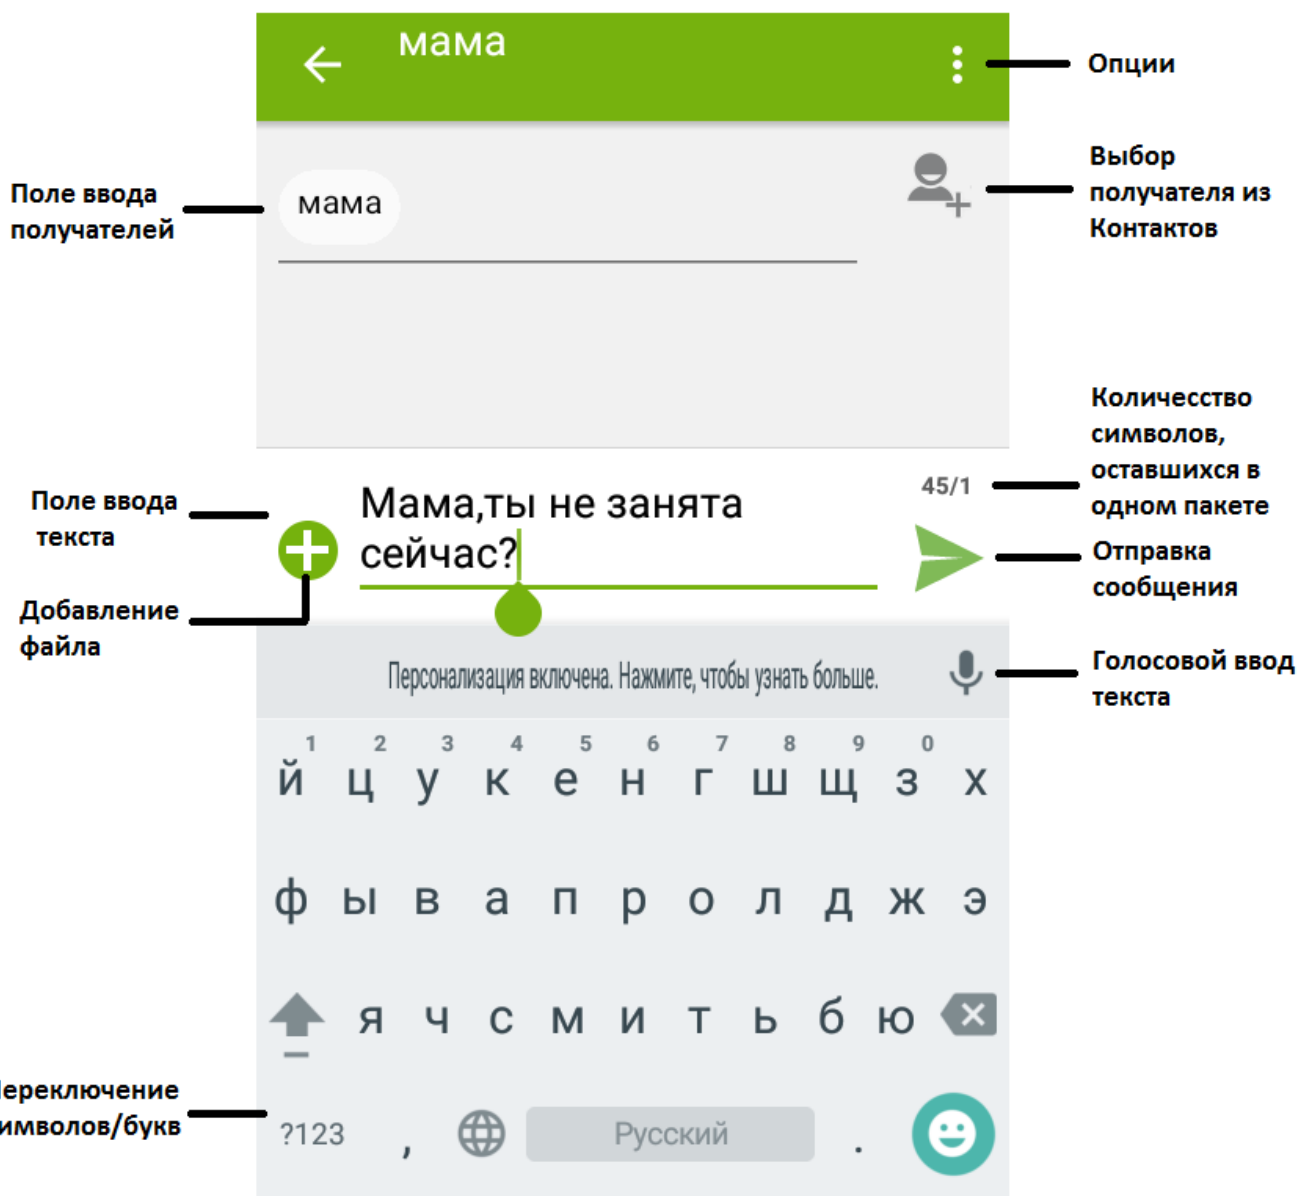 мама
Опции
Выбор
получателя из
Контактов
Поле ввода
получателей
мама
Количесство
символов,
оставшихся в
одном пакете
45/1
Поле ввода
текста
Мама,ты не занята
сейчас?
Отправка
сообщения
Добавление
файла
Персонализация включена. Нажмите, чтобы узнать больше.
Голосовой ввод
текста
1 2 3 4 5 6 7 8 9 0
й ц у к е н г ш щ з х
ф ы в а п р о л д ж э
я ч с м и т ь б ю
ереключение
имволов/букв
?123 , Русский .